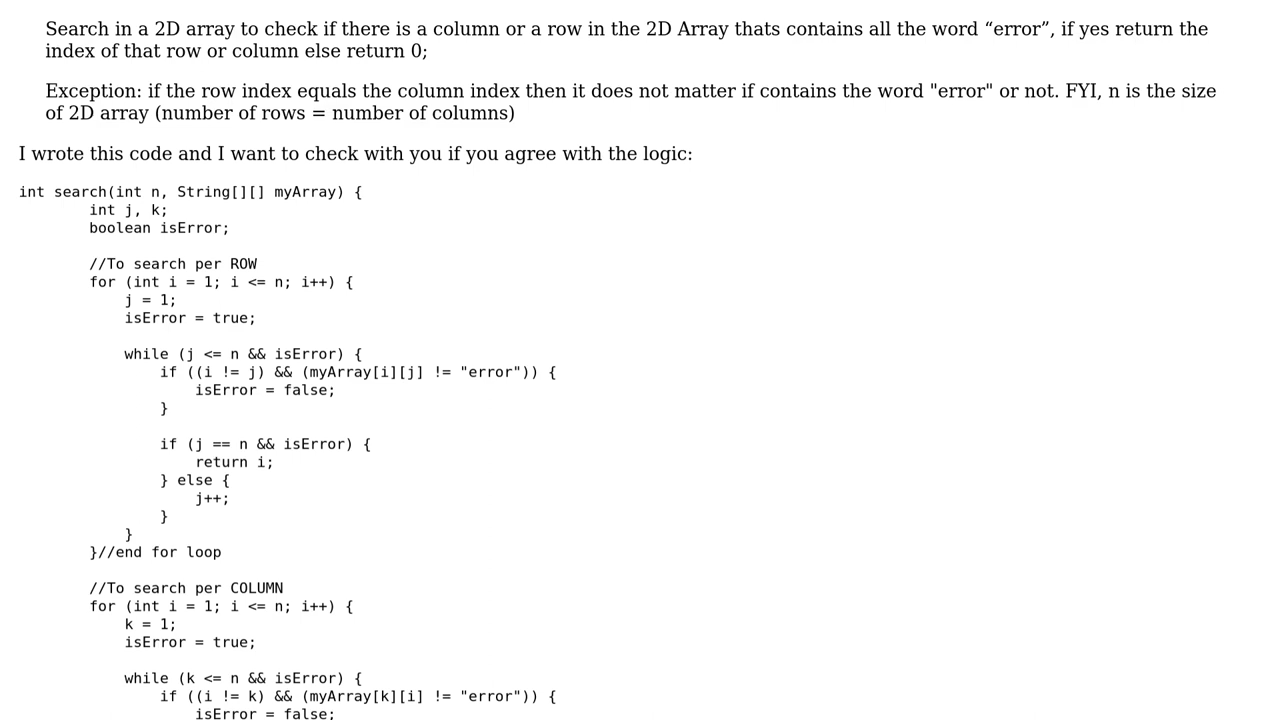 Search in a 2D array to check if there is a column or a row in the 2D Array thats contains all the word “error”, if yes return the
index of that row or column else return 0;
Exception: if the row index equals the column index then it does not matter if contains the word "error" or not. FYI, n is the size
of 2D array (number of rows = number of columns)
I wrote this code and I want to check with you if you agree with the logic:
int search(int n, String[][] myArray) {
        int j, k;
        boolean isError;
        //To search per ROW
        for (int i = 1; i <= n; i++) {
            j = 1;
            isError = true;
            while (j <= n && isError) {
                if ((i != j) && (myArray[i][j] != "error")) {
                    isError = false;
                }
                if (j == n && isError) {
                    return i;
                } else {
                    j++;
                }
            }
        }//end for loop
        //To search per COLUMN
        for (int i = 1; i <= n; i++) {
            k = 1;
            isError = true;
            while (k <= n && isError) {
                if ((i != k) && (myArray[k][i] != "error")) {
                    isError = false;